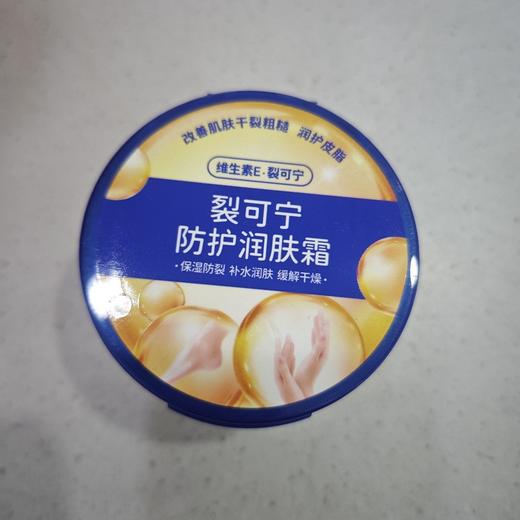 改善肌肤干裂粗糙 润护皮脂
维生素E·裂可宁
裂可宁
防护润肤霜
·保湿防裂 补水润肤 缓解干燥·